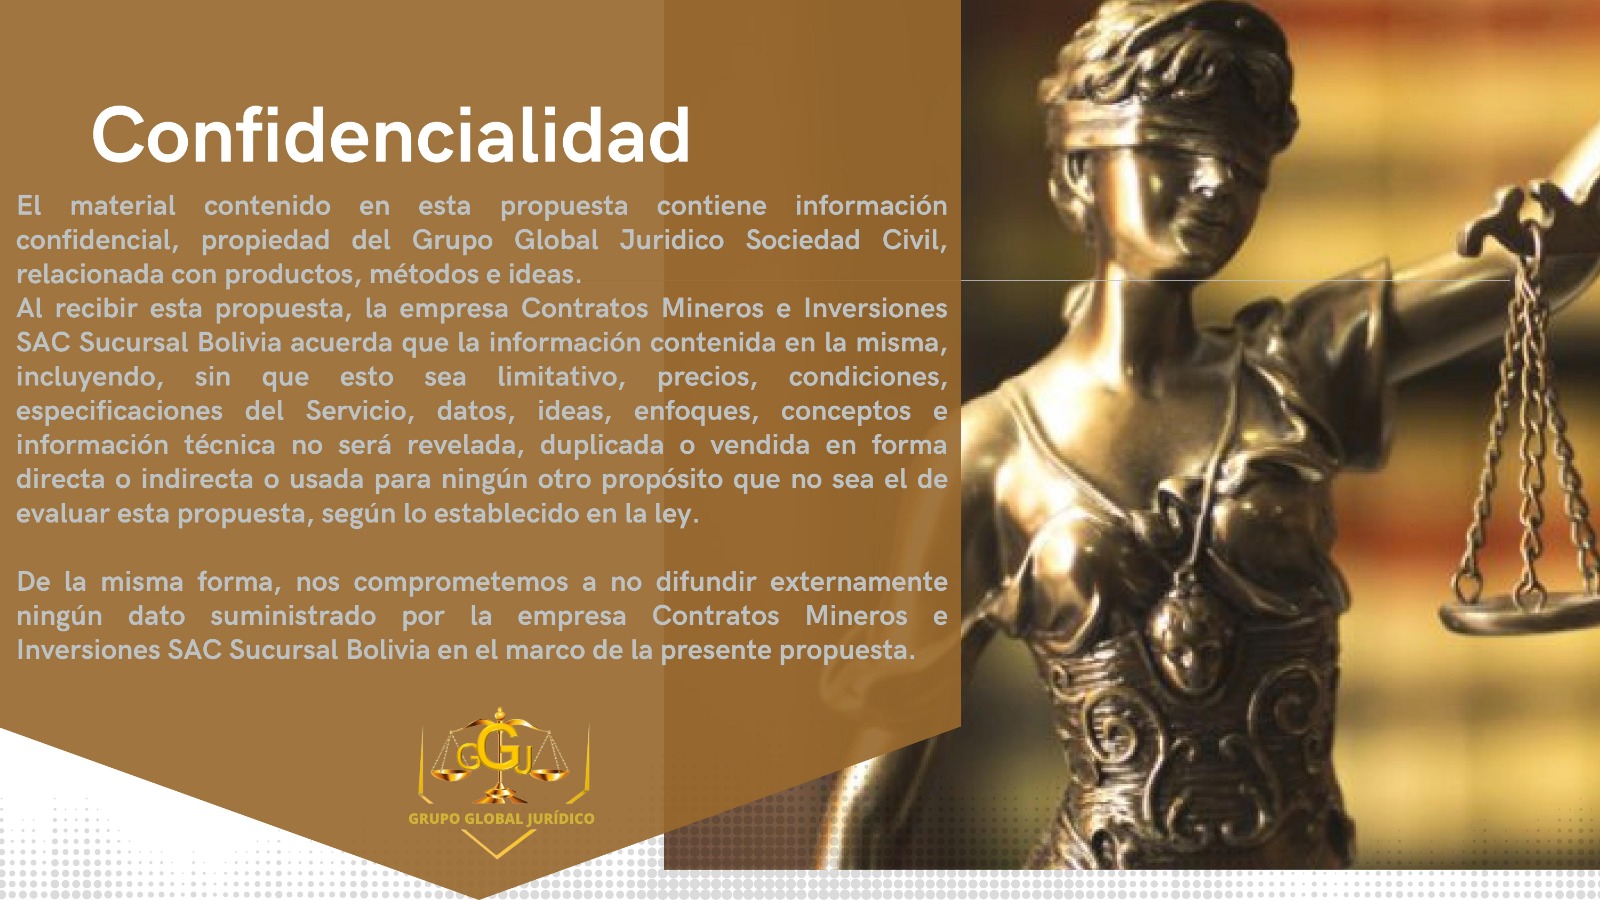 Confidencialidad
El material contenido en esta propuesta contiene información
confidencial, propiedad del Grupo Global Juridico Sociedad Civil,
relacionada con productos, métodos e ideas.
Al recibir esta propuesta, la empresa Contratos Mineros e Inversiones
SAC Sucursal Bolivia acuerda que la información contenida en la misma,
incluyendo, sin que esto sea limitativo, precios, condiciones,
especificaciones del Servicio, datos, ideas, enfoques, conceptos e
información técnica no será revelada, duplicada o vendida en forma
directa o indirecta o usada para ningún otro propósito que no sea el de
evaluar esta propuesta, según lo establecido en la ley.
De la misma forma, nos comprometemos a no difundir externamente
ningún dato suministrado por la empresa Contratos Mineros e
Inversiones SAC Sucursal Bolivia en el marco de la presente propuesta.
GGJ
GRUPO GLOBAL JURÍDICO